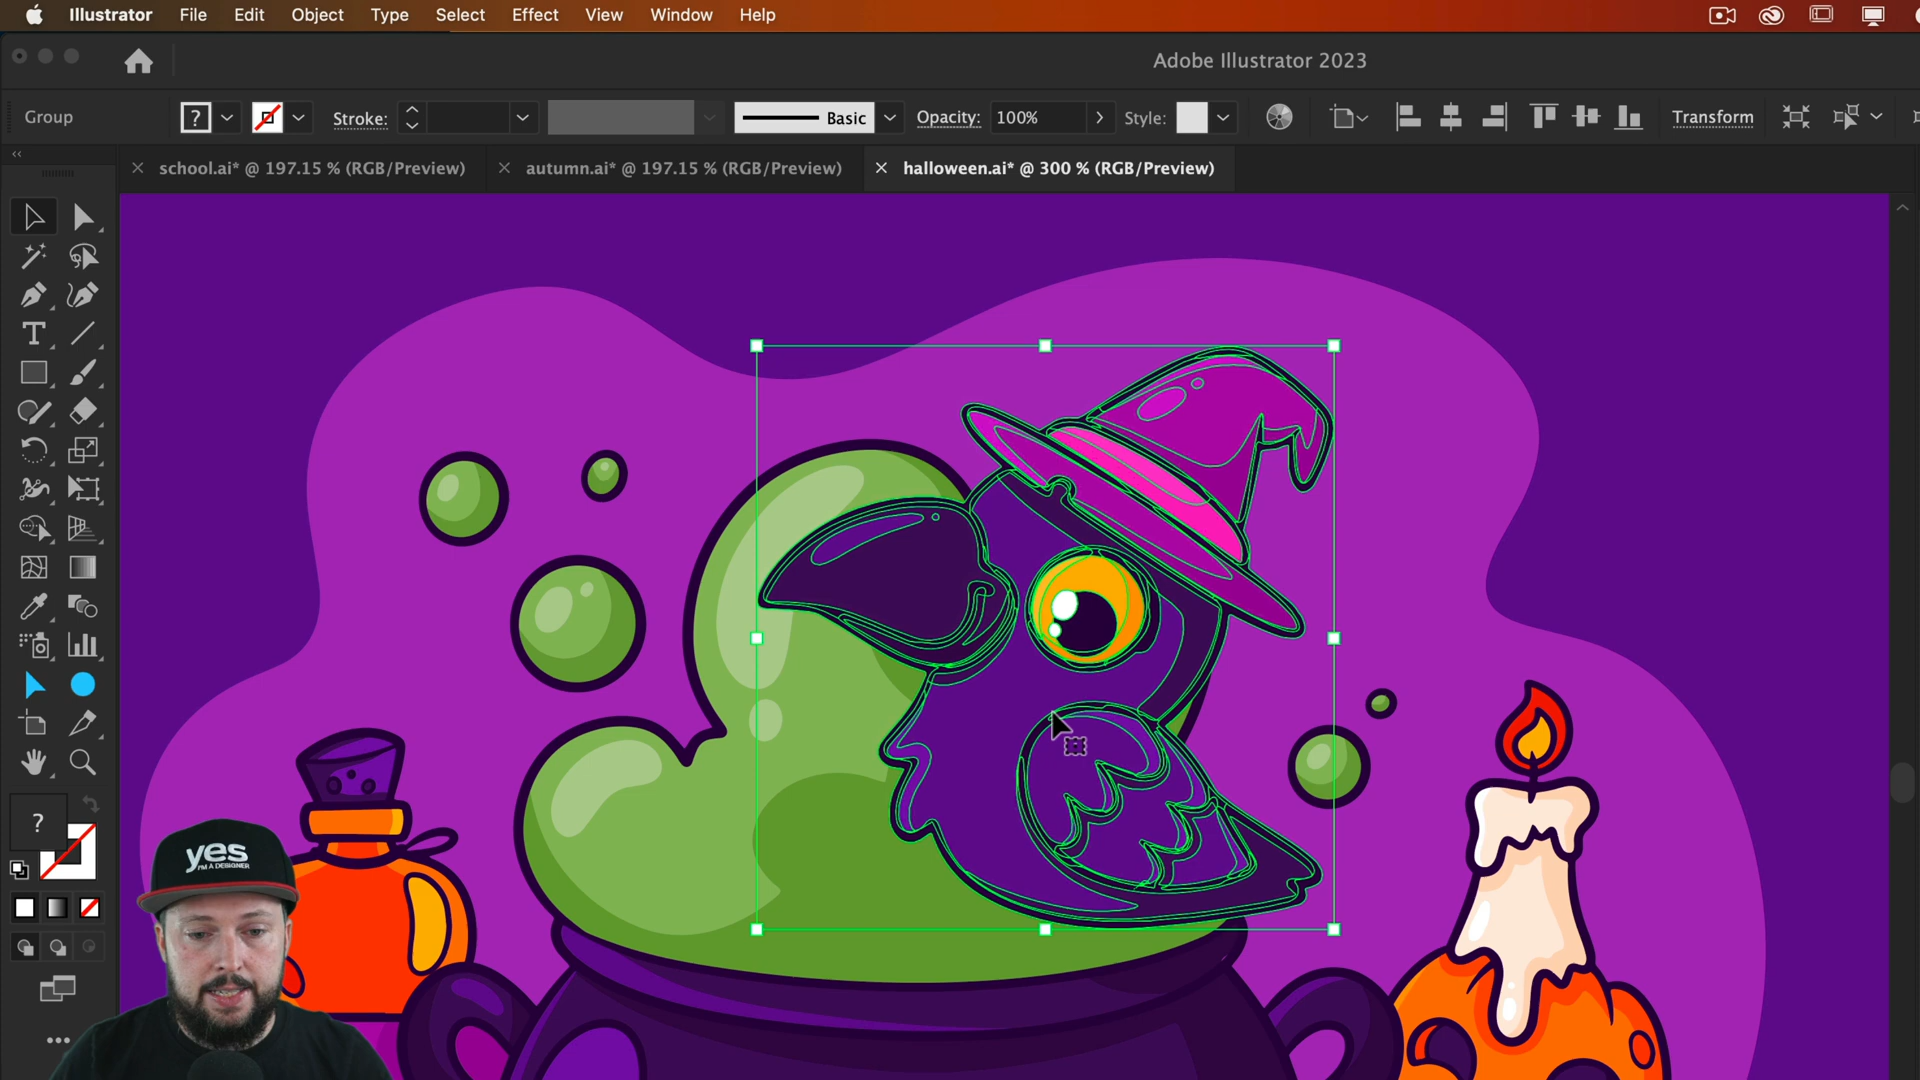 Illustrator File Edit Object Type Select Effect View Window Help
Adobe Illustrator 2023
Group ? Stroke: Basic Opacity: 100% Style: Transform
school.ai* @ 197.15 % (RGB/Preview) autumn.ai* @ 197.15 % (RGB/Preview) halloween.ai* @ 300 % (RGB/Preview)
?
yes
I'M A DESIGNER